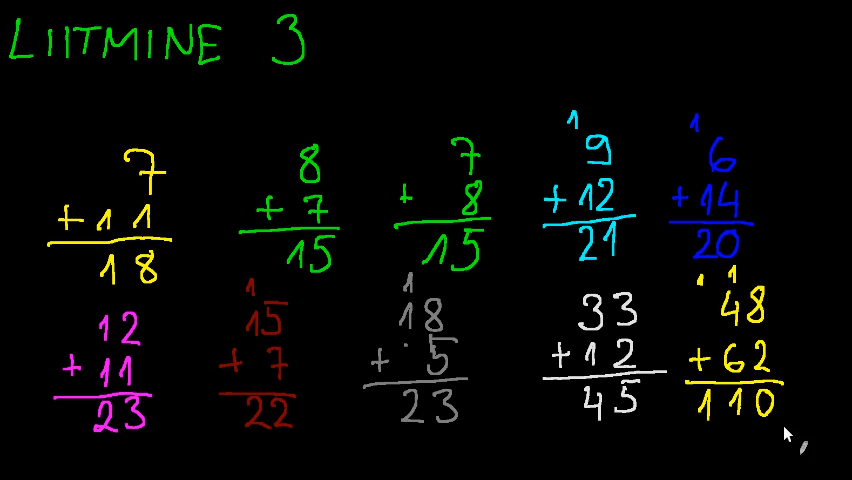 LIITMINE 3
7 8 7 1 9 1 6
+ 11 + 7 + 8 + 12 + 14
18 15 15 21 20
1 1 1 1
12 15 18 33 48
+ 11 + 7 + 5 + 12 + 62
23 22 23 45 110